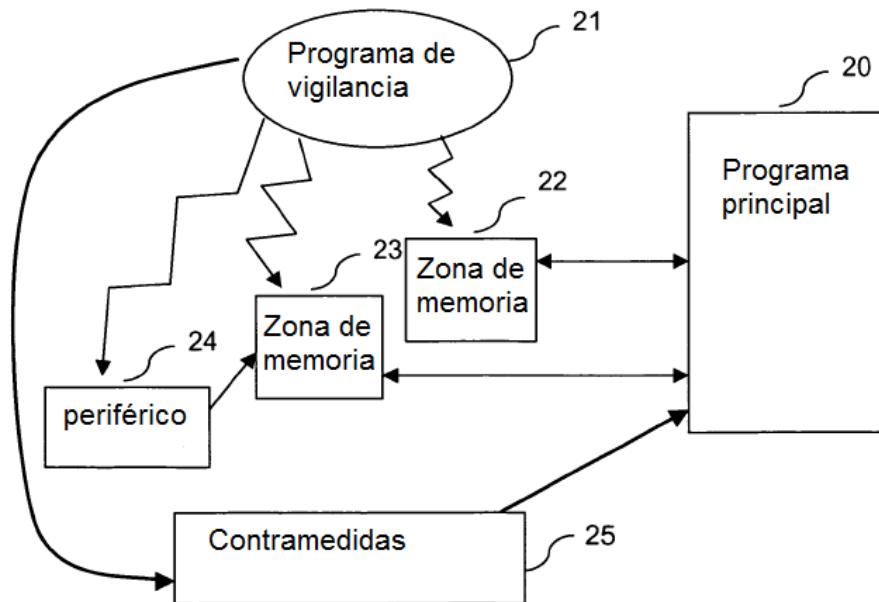 21
Programa de
vigilancia
20
Programa
principal
22
Zona de
memoria
23
Zona de
memoria
24
periférico
Contramedidas
25